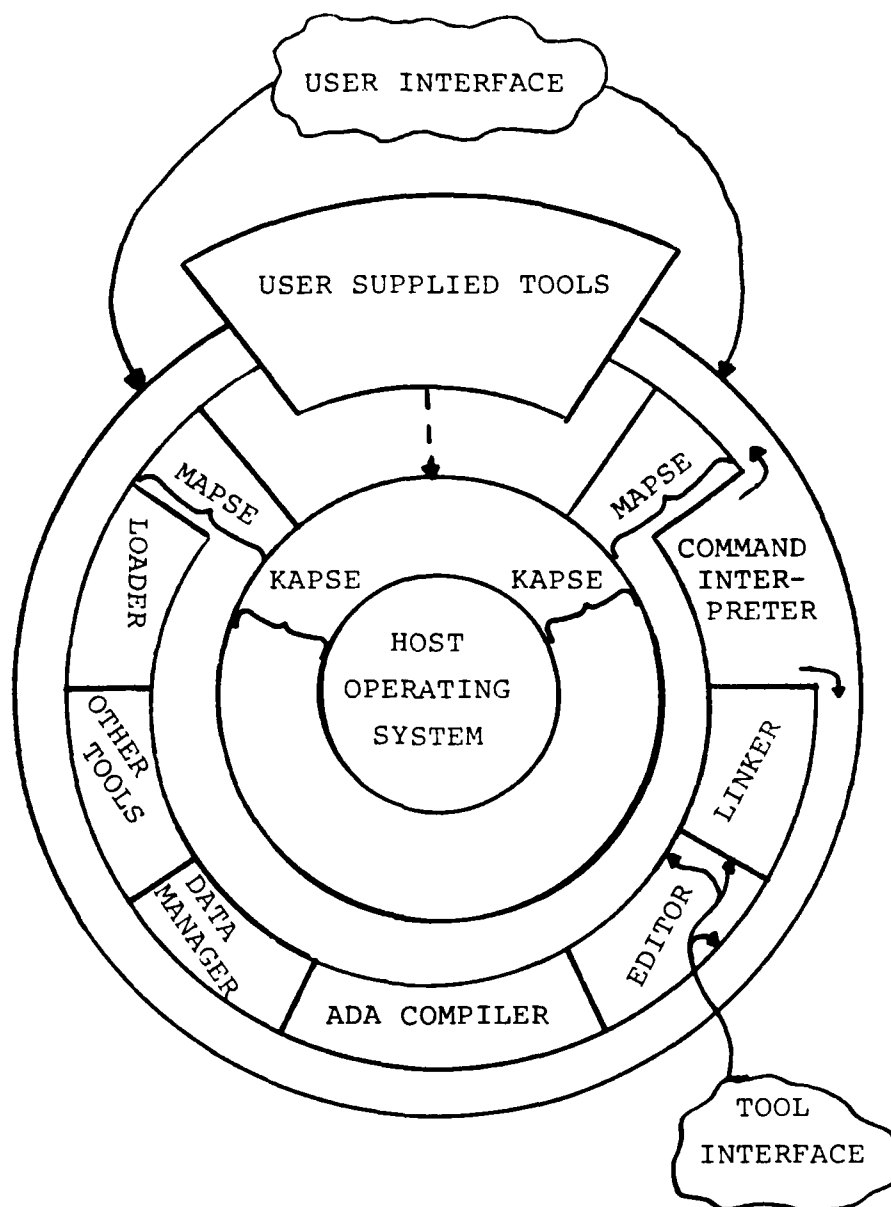 USER INTERFACE
USER SUPPLIED TOOLS
MAPSE
MAPSE
LOADER
COMMAND
INTER-
PRETER
KAPSE
KAPSE
HOST
OPERATING
SYSTEM
OTHER
TOOLS
LINKER
DATA
MANAGER
EDITOR
ADA COMPILER
TOOL
INTERFACE